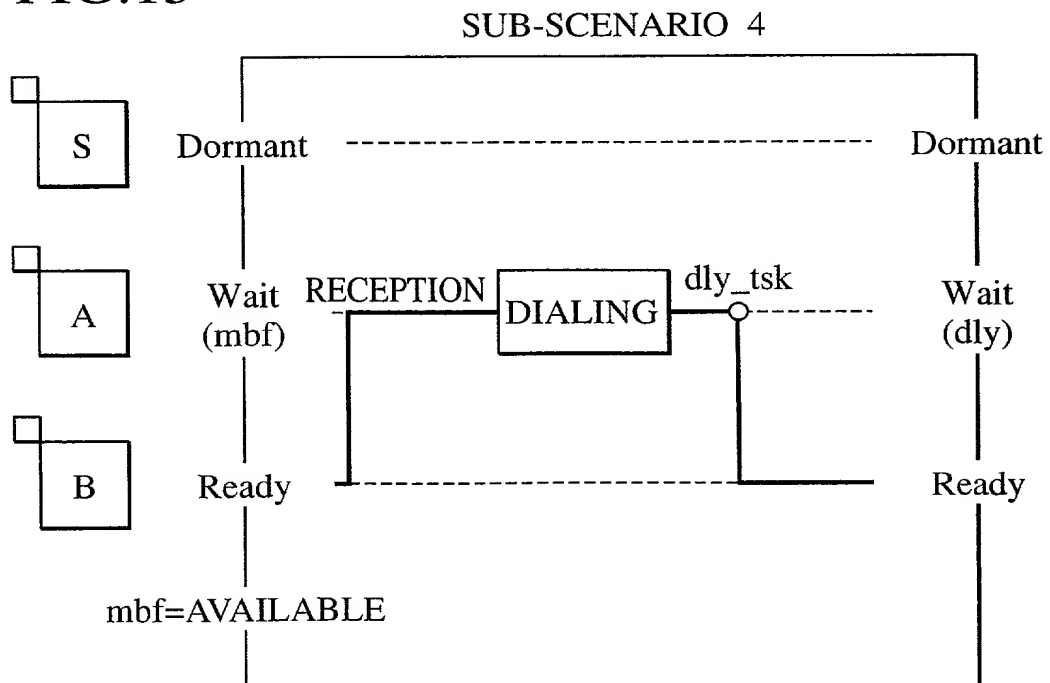 SUB-SCENARIO 4
S
Dormant
Dormant
A
Wait
(mbf)
RECEPTION
DIALING
dly_tsk
Wait
(dly)
B
Ready
Ready
mbf=AVAILABLE